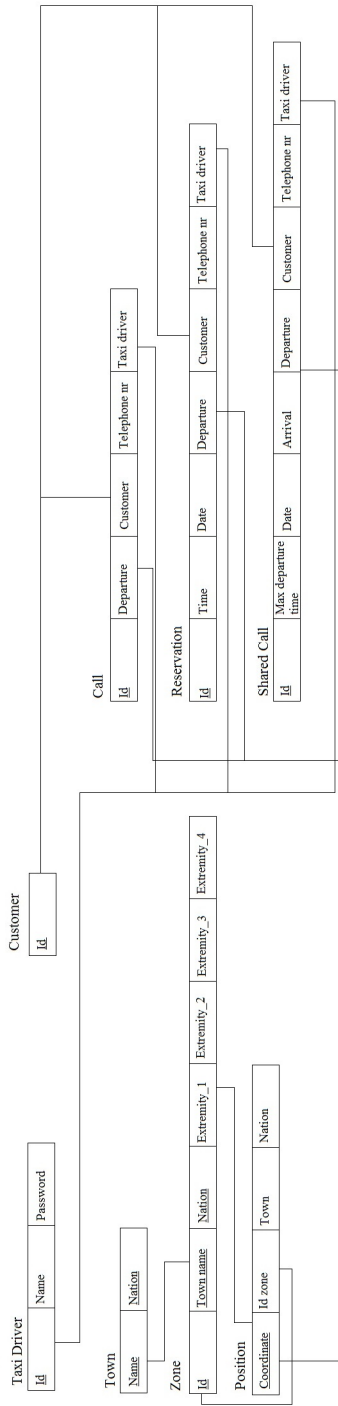 Taxi Driver
Id Name Password
Customer
Id
Town
Name Nation
Zone
Id Town name Nation Extremity_1 Extremity_2 Extremity_3 Extremity_4
Position
Coordinate Id zone Town Nation
Call
Id Departure Customer Telephone nr Taxi driver
Reservation
Id Time Date Departure Customer Telephone nr Taxi driver
Shared Call
Id Max departure
time Date Arrival Departure Customer Telephone nr Taxi driver